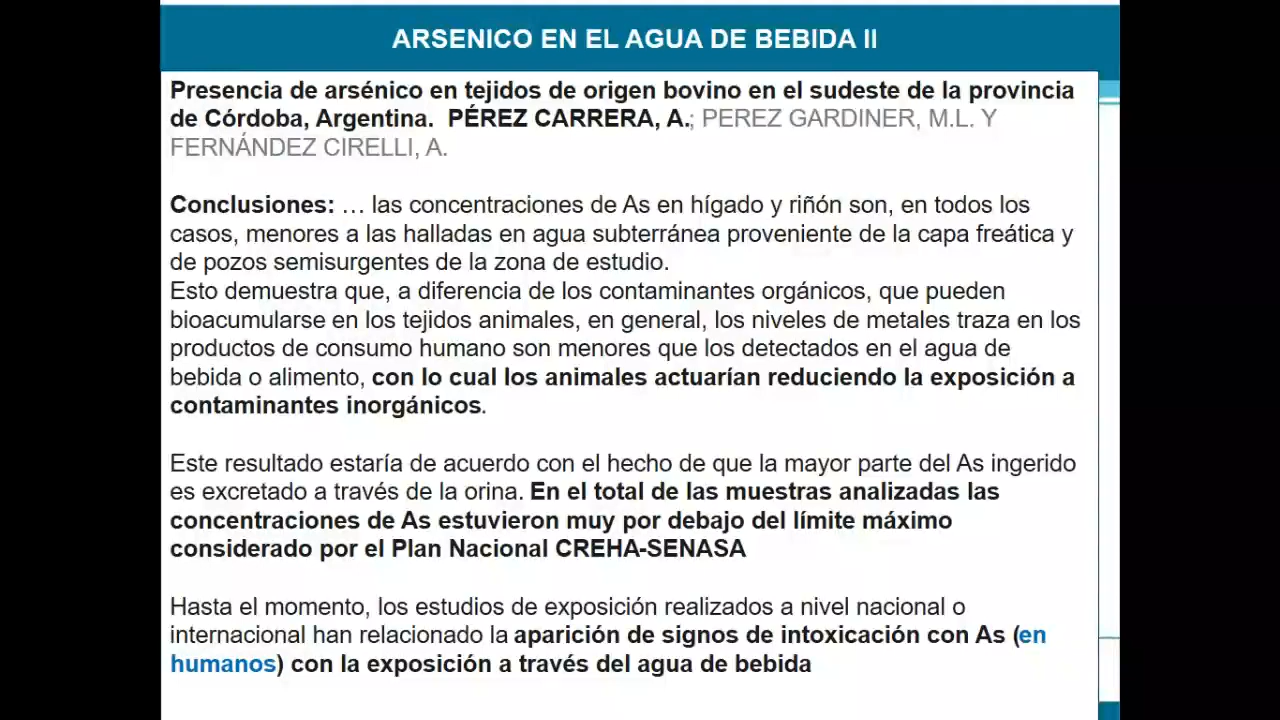 ARSENICO EN EL AGUA DE BEBIDA II
Presencia de arsénico en tejidos de origen bovino en el sudeste de la provincia
de Córdoba, Argentina. PÉREZ CARRERA, A.; PEREZ GARDINER, M.L. Y
FERNÁNDEZ CIRELLI, A.
Conclusiones: … las concentraciones de As en hígado y riñón son, en todos los
casos, menores a las halladas en agua subterránea proveniente de la capa freática y
de pozos semisurgentes de la zona de estudio.
Esto demuestra que, a diferencia de los contaminantes orgánicos, que pueden
bioacumularse en los tejidos animales, en general, los niveles de metales traza en los
productos de consumo humano son menores que los detectados en el agua de
bebida o alimento, con lo cual los animales actuarían reduciendo la exposición a
contaminantes inorgánicos.
Este resultado estaría de acuerdo con el hecho de que la mayor parte del As ingerido
es excretado a través de la orina. En el total de las muestras analizadas las
concentraciones de As estuvieron muy por debajo del límite máximo
considerado por el Plan Nacional CREHA-SENASA
Hasta el momento, los estudios de exposición realizados a nivel nacional o
internacional han relacionado la aparición de signos de intoxicación con As (en
humanos) con la exposición a través del agua de bebida